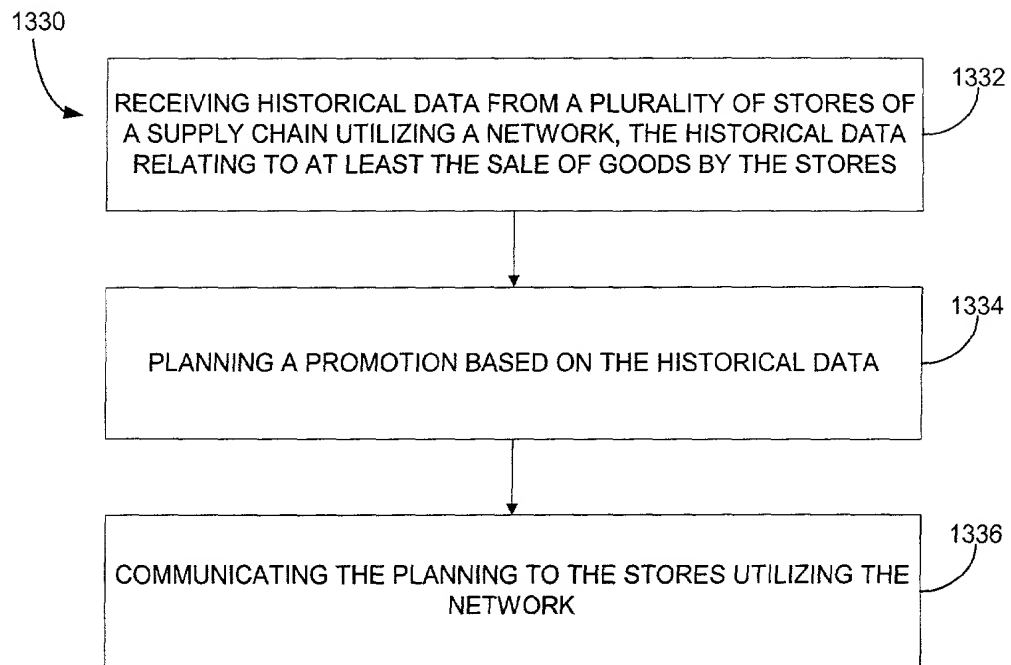 1330
1332
RECEIVING HISTORICAL DATA FROM A PLURALITY OF STORES OF
A SUPPLY CHAIN UTILIZING A NETWORK, THE HISTORICAL DATA
RELATING TO AT LEAST THE SALE OF GOODS BY THE STORES
1334
PLANNING A PROMOTION BASED ON THE HISTORICAL DATA
1336
COMMUNICATING THE PLANNING TO THE STORES UTILIZING THE
NETWORK